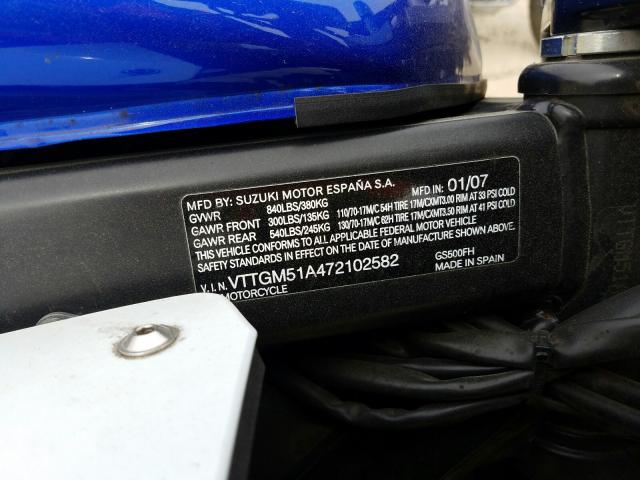 MFD BY: SUZUKI MOTOR ESPAÑA S.A. MFD IN: 01/07
GVWR 840LBS/380KG
GAWR FRONT 300LBS/135KG 110/70-17M/C 54H TIRE 17M/CXMT3.00 RIM AT 33 PSI COLD
GAWR REAR 540LBS/245KG 130/70-17M/C 62H TIRE 17M/CXMT3.50 RIM AT 41 PSI COLD
THIS VEHICLE CONFORMS TO ALL APPLICABLE FEDERAL MOTOR VEHICLE
SAFETY STANDARDS IN EFFECT ON THE DATE OF MANUFACTURE SHOWN ABOVE.
V.I.N. VTTGM51A472102582 GS500FH
MOTORCYCLE MADE IN SPAIN